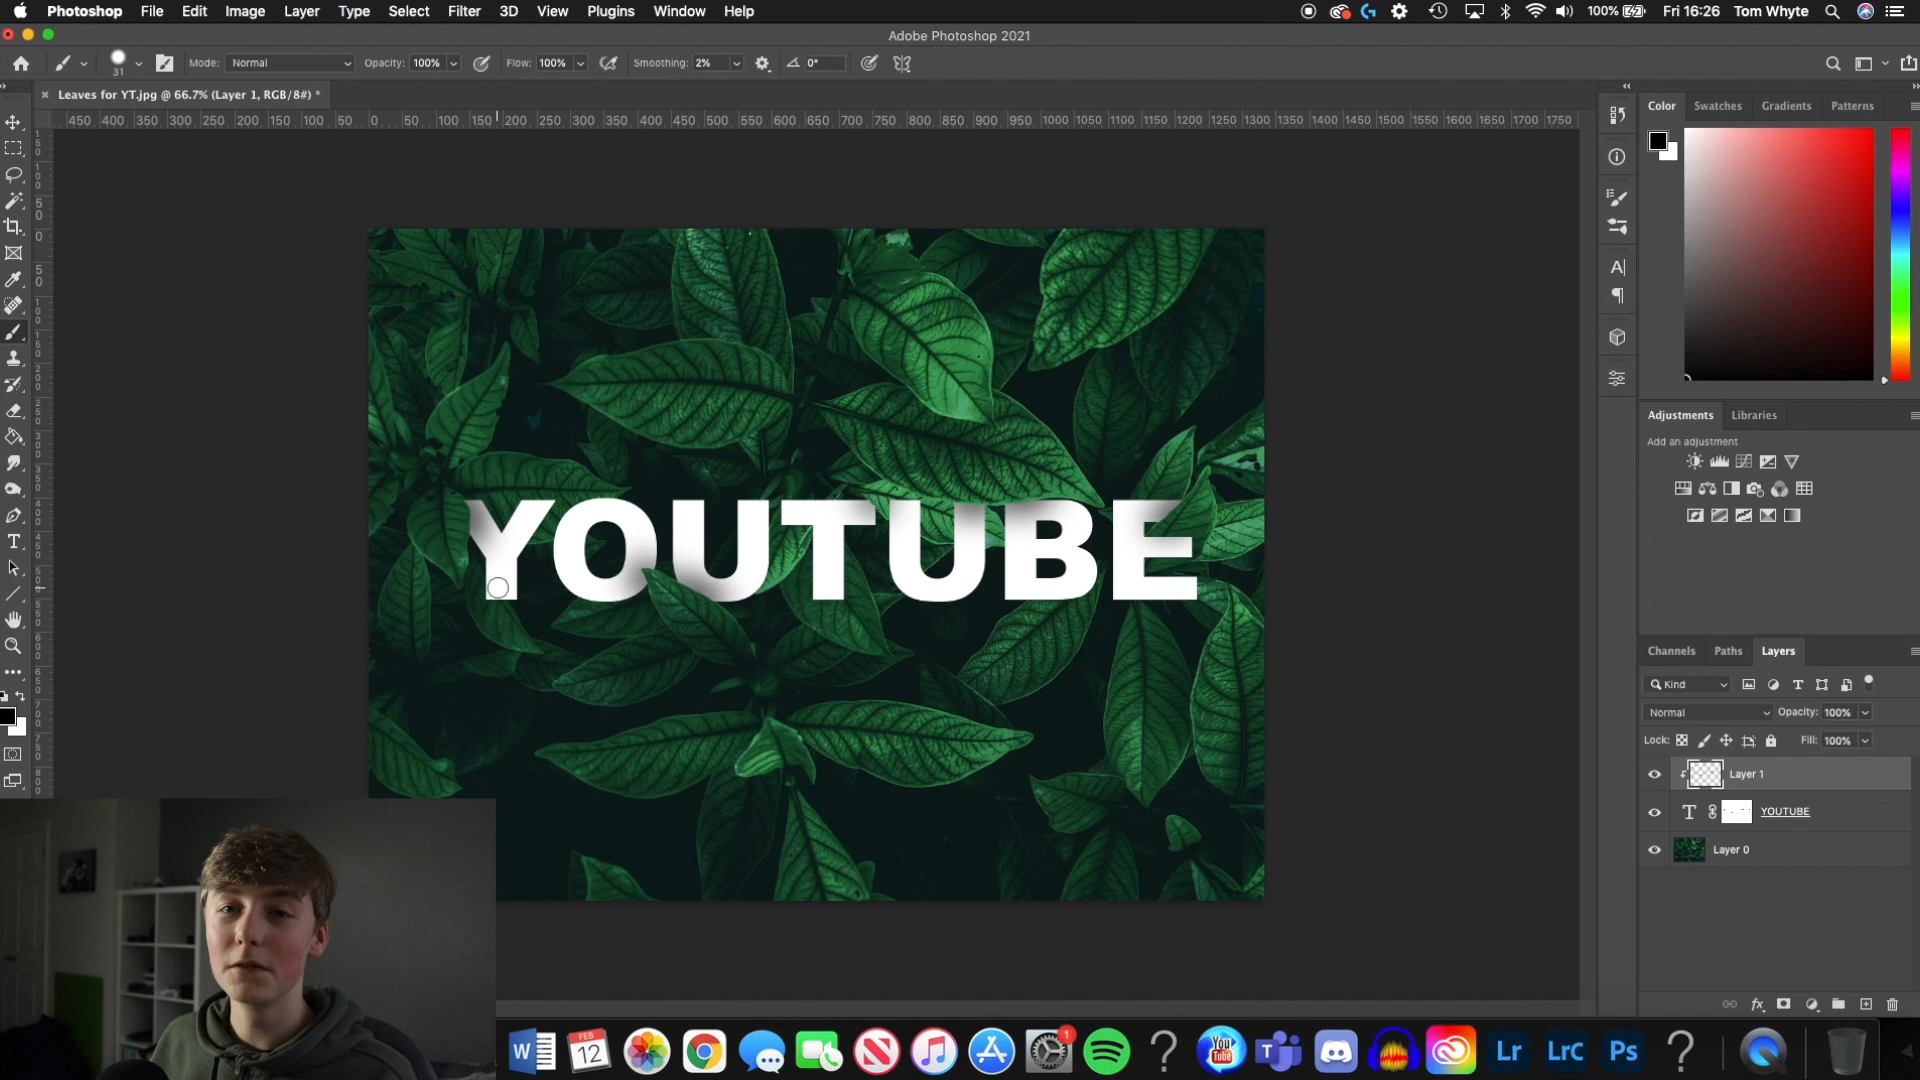 Photoshop File Edit Image Layer Type Select Filter 3D View Plugins Window Help 100% Fri 16:26 Tom Whyte
Adobe Photoshop 2021
31 Mode: Normal Opacity: 100% Flow: 100% Smoothing: 2% 0°
Leaves for YT.jpg @ 66.7% (Layer 1, RGB/8#) *
450 400 350 300 250 200 150 100 50 0 50 100 150 200 250 300 350 400 450 500 550 600 650 700 750 800 850 900 950 1000 1050 1100 1150 1200 1250 1300 1350 1400 1450 1500 1550 1600 1650 1700 1750
Color Swatches Gradients Patterns
Adjustments Libraries
Add an adjustment
YOUTUBE
Channels Paths Layers
Kind
Normal Opacity: 100%
Lock: Fill: 100%
Layer 1
YOUTUBE
Layer 0
fx
W FEB 12 1 You Tube T Lr LrC Ps